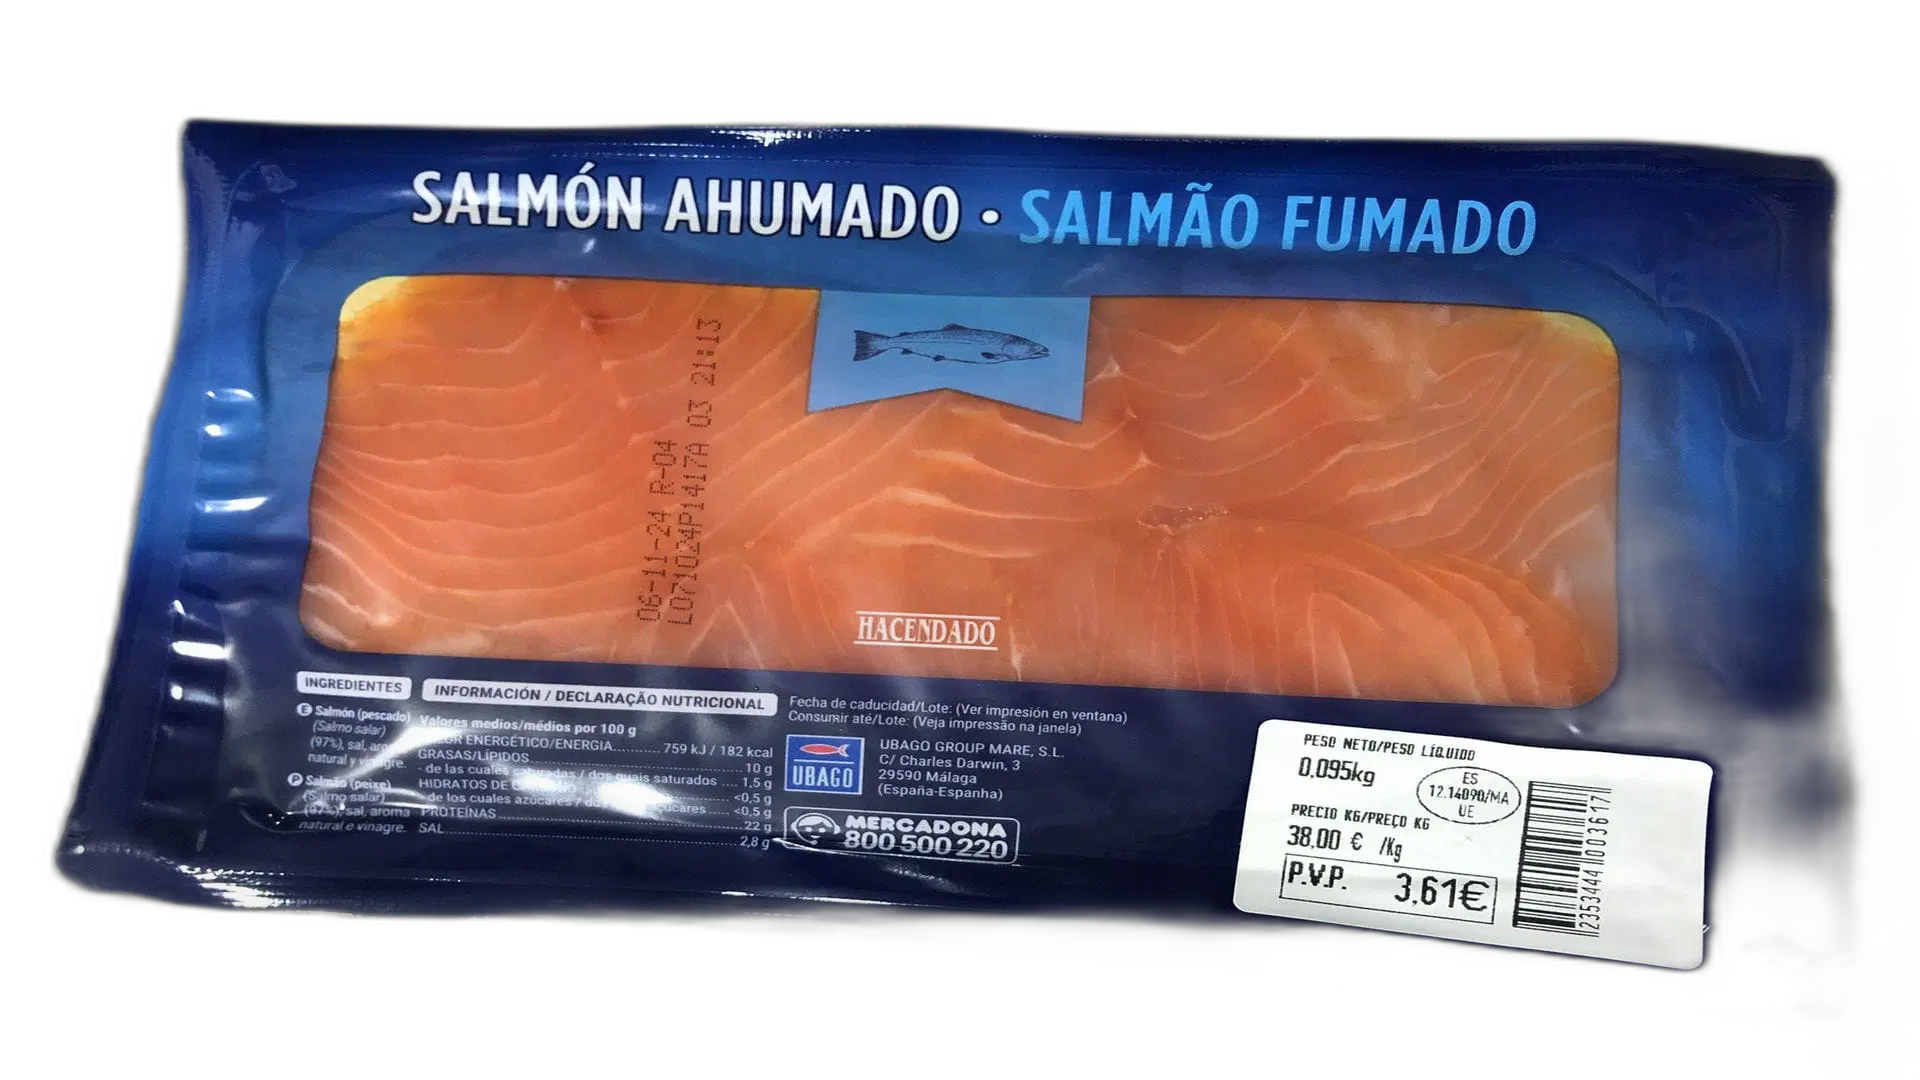 SALMÓN AHUMADO • SALMÃO FUMADO
06-11-24 R-04
L071024P1417A 03 21:13
HACENDADO
INGREDIENTES
E Salmón (pescado)
(Salmo salar)
(97%), sal,
natural y vinagre.
P Salmão (peixe)
(Salmo salar)
(97%), sal, aroma
natural e vinagre.
INFORMACIÓN / DECLARAÇÃO NUTRICIONAL
Valores medios/médios por 100 g
ENERGÉTICO/ENERGIA 759 kJ / 182 kcal
GRASAS/LÍPIDOS 10 g
- de las cuales saturadas / dos quais saturados 1,5 g
HIDRATOS DE <0,5 g
- de los cuales azúcares / <0,5 g
PROTEÍNAS 22 g
SAL 2,8 g
Fecha de caducidad/Lote: (Ver impresión en ventana)
Consumir até/Lote: (Veja impressão na janela)
UBAGO
UBAGO GROUP MARE, S.L.
C/ Charles Darwin, 3
29590 Málaga
(España-Espanha)
MERCADONA
800 500 220
PESO NETO/PESO LÍQUIDO
0,095kg
ES
12.14090/MA
UE
PRECIO KG/PREÇO KG
38,00 € /Kg
P.V.P. 3,61€
2353444003617